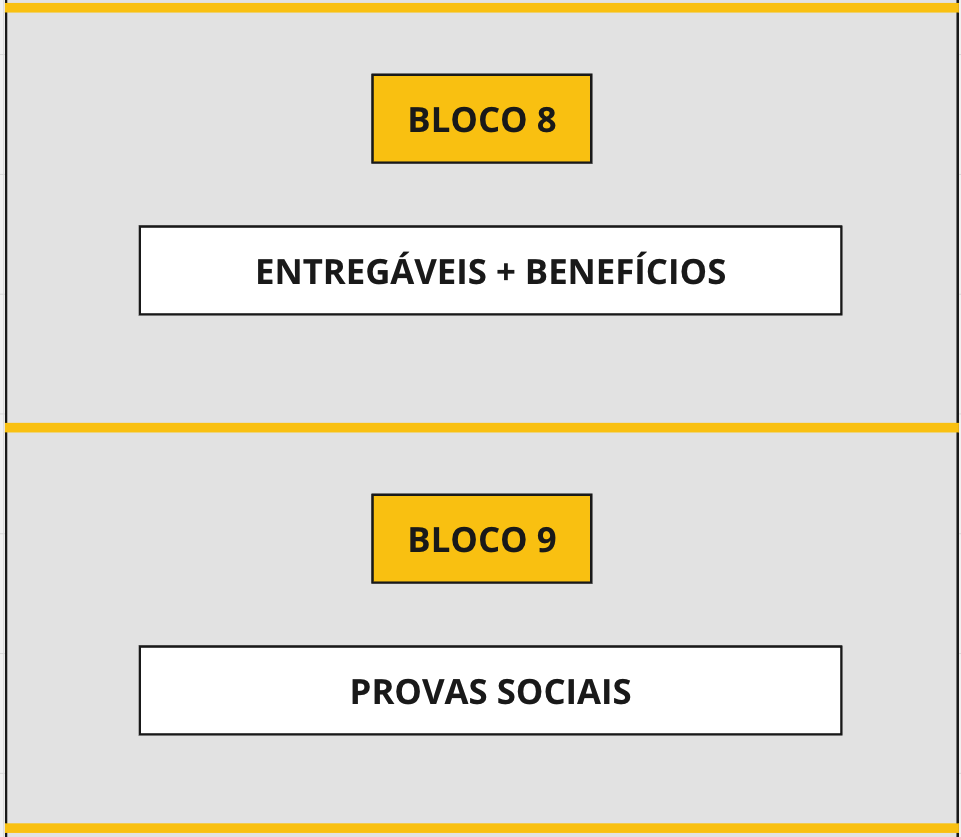 BLOCO 8
ENTREGÁVEIS + BENEFÍCIOS
BLOCO 9
PROVAS SOCIAIS